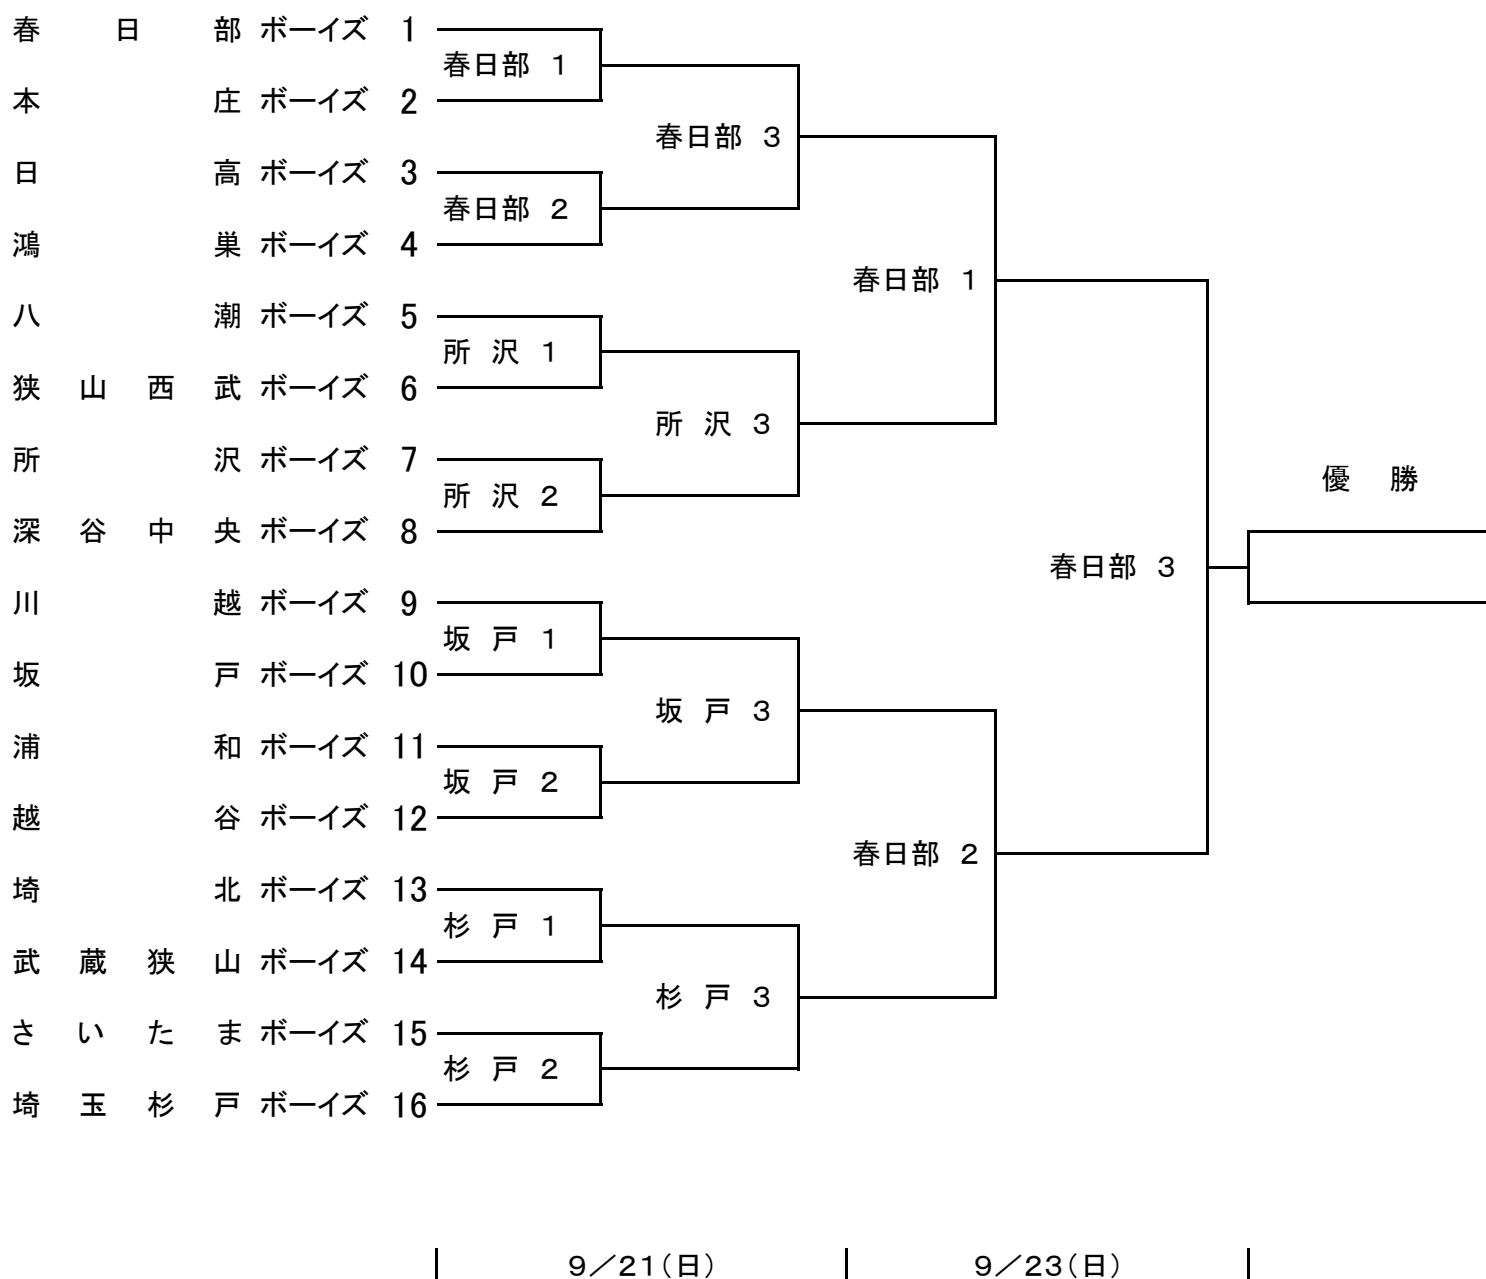 春日部ボーイズ 1
春日部 1
本庄ボーイズ 2
春日部 3
日高ボーイズ 3
春日部 2
鴻巣ボーイズ 4
春日部 1
八潮ボーイズ 5
所沢 1
狭山西武ボーイズ 6
所沢 3
所沢ボーイズ 7
優勝
所沢 2
深谷中央ボーイズ 8
春日部 3
川越ボーイズ 9
坂戸 1
坂戸ボーイズ 10
坂戸 3
浦和ボーイズ 11
坂戸 2
越谷ボーイズ 12
春日部 2
埼北ボーイズ 13
杉戸 1
武蔵狭山ボーイズ 14
杉戸 3
さいたまボーイズ 15
杉戸 2
埼玉杉戸ボーイズ 16
9／21(日) 9／23(日)